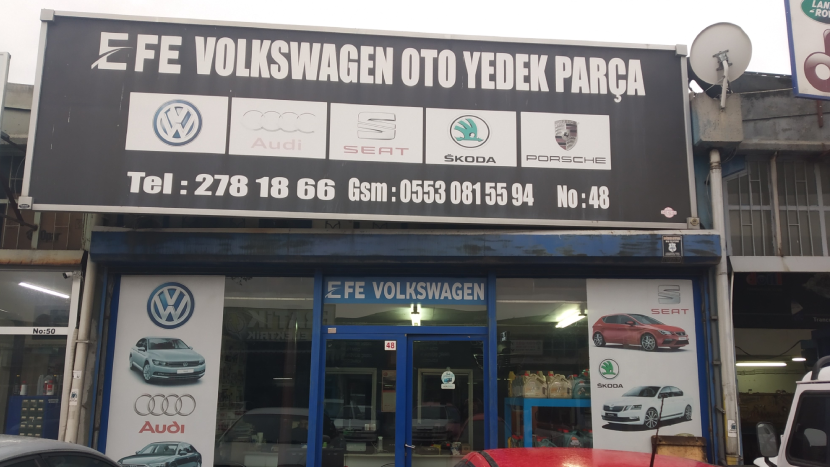 EFE VOLKSWAGEN OTO YEDEK PARÇA
Audi
SEAT
ŠKODA
PORSCHE
Tel : 278 18 66 Gsm : 0553 081 55 94 No : 48
LAND
No:50
EFE VOLKSWAGEN
48
SEAT
ŠKODA
Audi